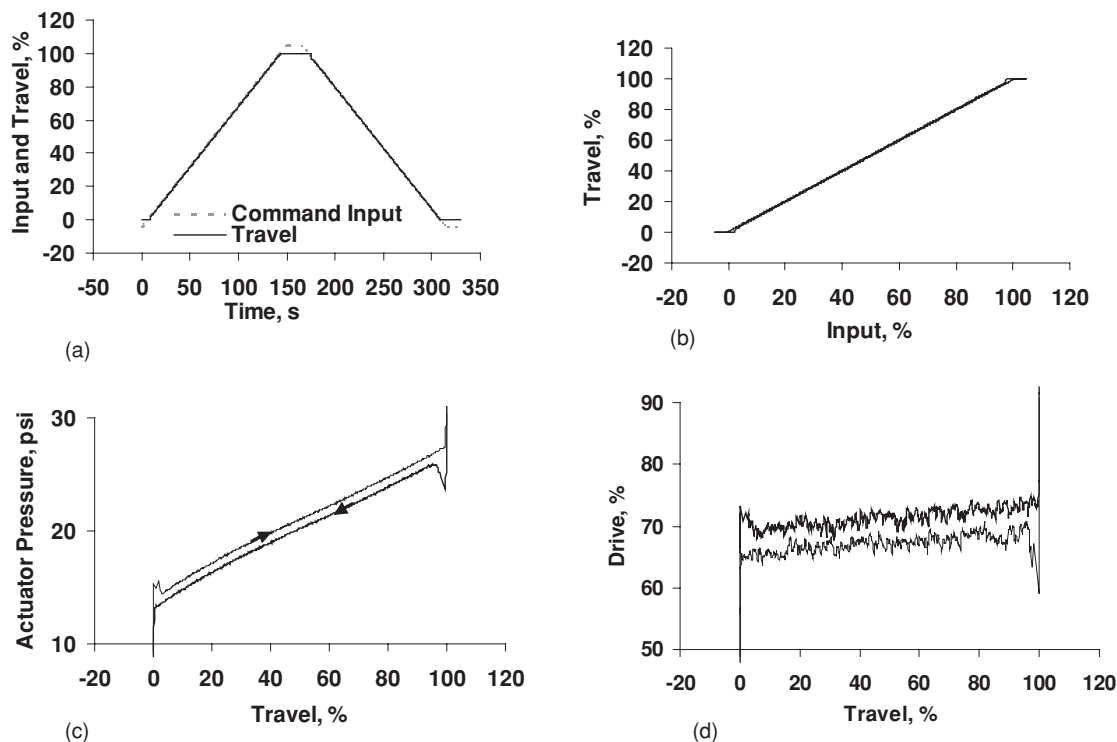 Input and Travel, %
120
100
80
60
40
20
0
-20
Command Input
Travel
-50 0 50 100 150 200 250 300 350
Time, s
(a)
Travel, %
120
100
80
60
40
20
0
-20
-20 0 20 40 60 80 100 120
Input, %
(b)
Actuator Pressure, psi
30
20
10
-20 0 20 40 60 80 100 120
Travel, %
(c)
Drive, %
90
80
70
60
50
-20 0 20 40 60 80 100 120
Travel, %
(d)